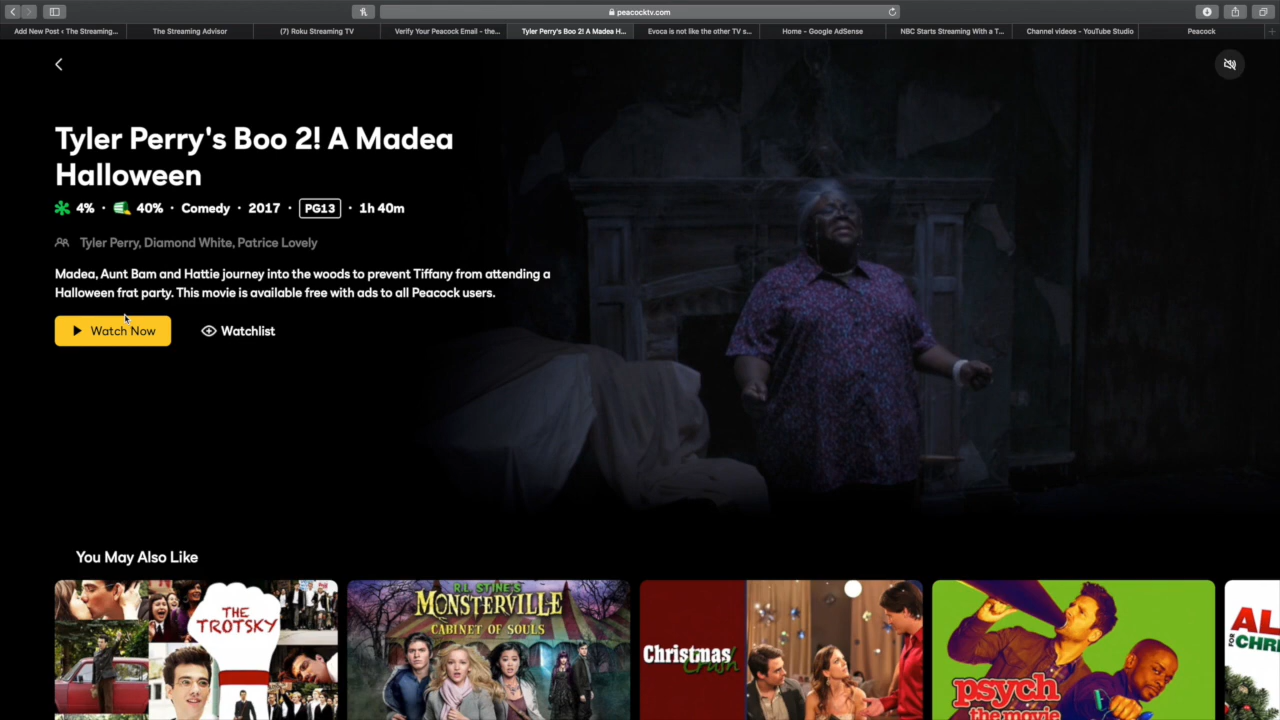 peacocktv.com
Add New Post ‹ The Streaming...
The Streaming Advisor
(7) Roku Streaming TV
Verify Your Peacock Email - the...
Tyler Perry's Boo 2! A Madea H...
Evoca is not like the other TV s...
Home - Google AdSense
NBC Starts Streaming With a T...
Channel videos - YouTube Studio
Peacock
Tyler Perry's Boo 2! A Madea
Halloween
4% · 40% · Comedy · 2017 · PG13 · 1h 40m
Tyler Perry, Diamond White, Patrice Lovely
Madea, Aunt Bam and Hattie journey into the woods to prevent Tiffany from attending a
Halloween frat party. This movie is available free with ads to all Peacock users.
Watch Now
Watchlist
You May Also Like
THE
TROTSKY
R.L. STINE'S
MONSTERVILLE
CABINET OF SOULS
Christmas
Crush
psych
the movie
AL
FOR CHRI